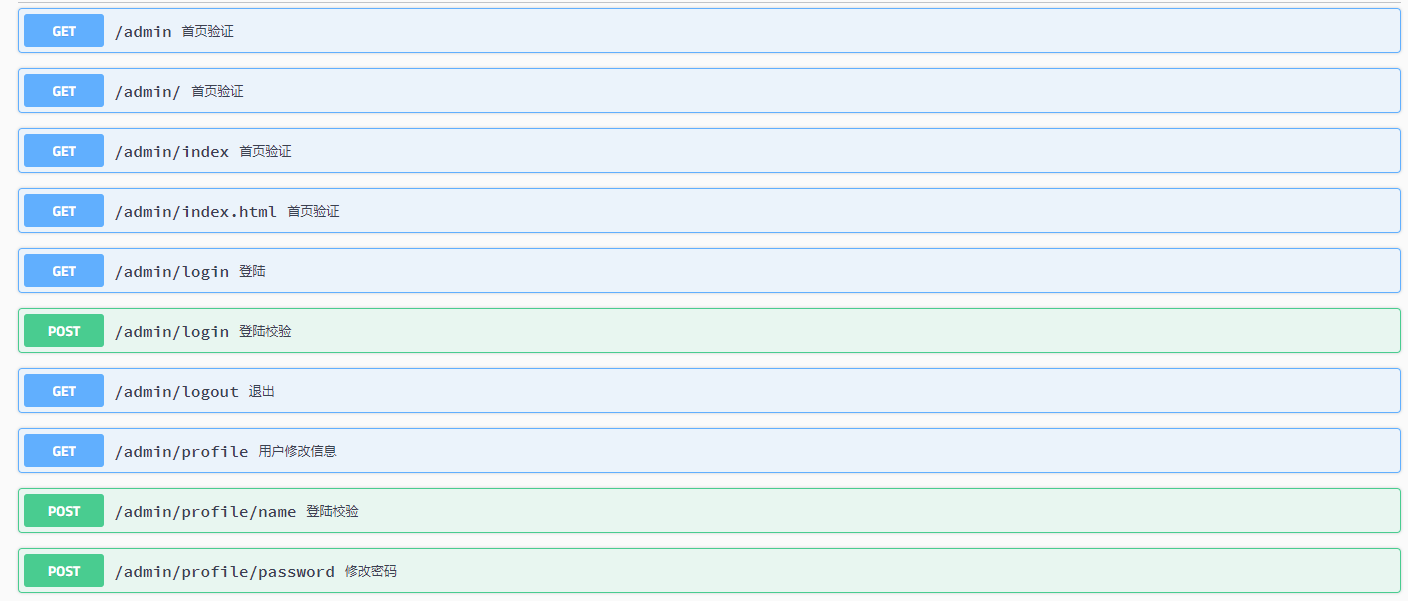 GET /admin 首页验证
GET /admin/ 首页验证
GET /admin/index 首页验证
GET /admin/index.html 首页验证
GET /admin/login 登陆
POST /admin/login 登陆校验
GET /admin/logout 退出
GET /admin/profile 用户修改信息
POST /admin/profile/name 登陆校验
POST /admin/profile/password 修改密码